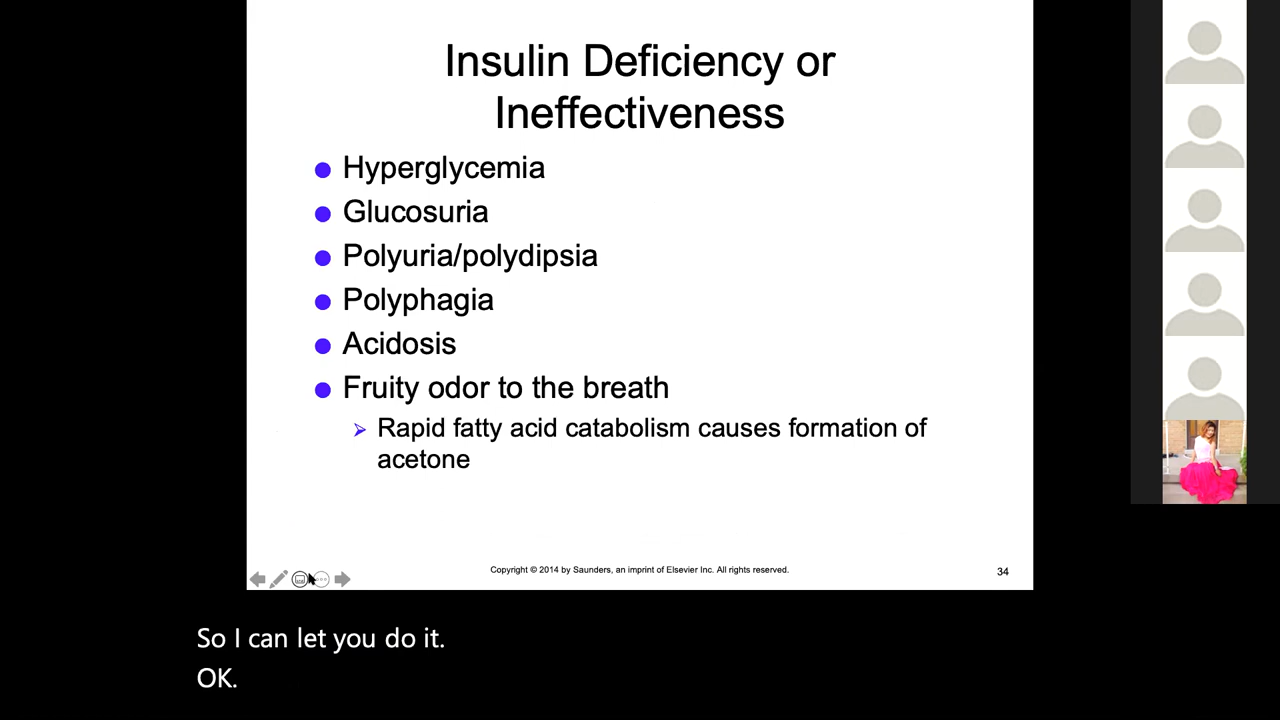 Insulin Deficiency or
Ineffectiveness
Hyperglycemia
Glucosuria
Polyuria/polydipsia
Polyphagia
Acidosis
Fruity odor to the breath
Rapid fatty acid catabolism causes formation of
acetone
Copyright © 2014 by Saunders, an imprint of Elsevier Inc. All rights reserved.
34
So I can let you do it.
OK.